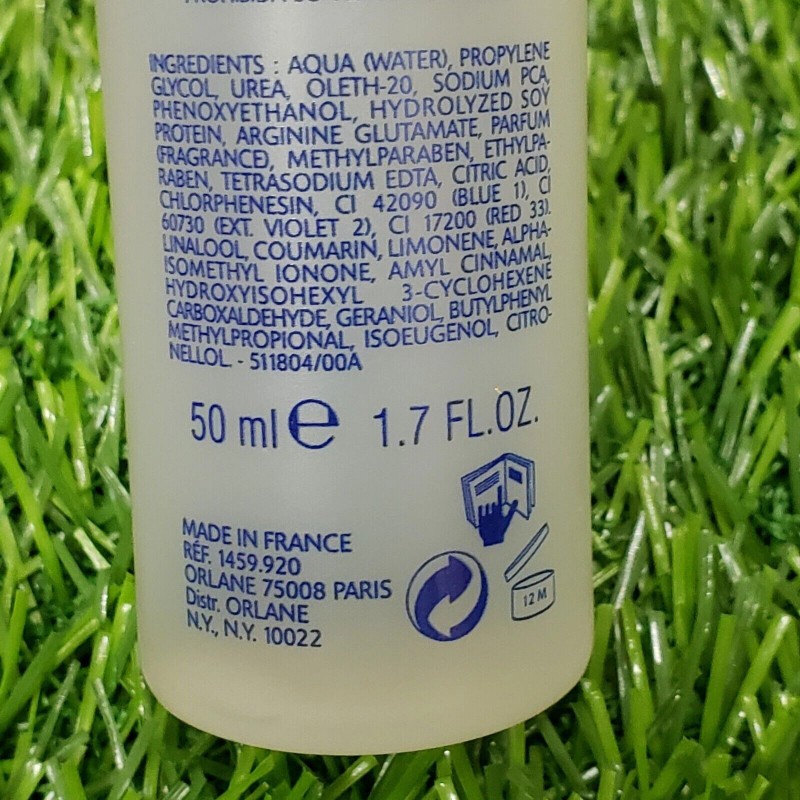 INGREDIENTS : AQUA (WATER), PROPYLENE
GLYCOL, UREA, OLETH-20, SODIUM PCA,
PHENOXYETHANOL, HYDROLYZED SOY
PROTEIN, ARGININE GLUTAMATE, PARFUM
(FRAGRANCE), METHYLPARABEN, ETHYLPA-
RABEN, TETRASODIUM EDTA, CITRIC ACID,
CHLORPHENESIN, CI 42090 (BLUE 1), CI
60730 (EXT. VIOLET 2), CI 17200 (RED 33).
LINALOOL, COUMARIN, LIMONENE, ALPHA-
ISOMETHYL IONONE, AMYL CINNAMAL,
HYDROXYISOHEXYL 3-CYCLOHEXENE
CARBOXALDEHYDE, GERANIOL, BUTYLPHENYL
METHYLPROPIONAL, ISOEUGENOL, CITRO-
NELLOL. - 511804/00A
50 ml e 1.7 FL.OZ.
MADE IN FRANCE
RÉF. 1459.920
ORLANE 75008 PARIS
Distr. ORLANE
N.Y., N.Y. 10022
12 M